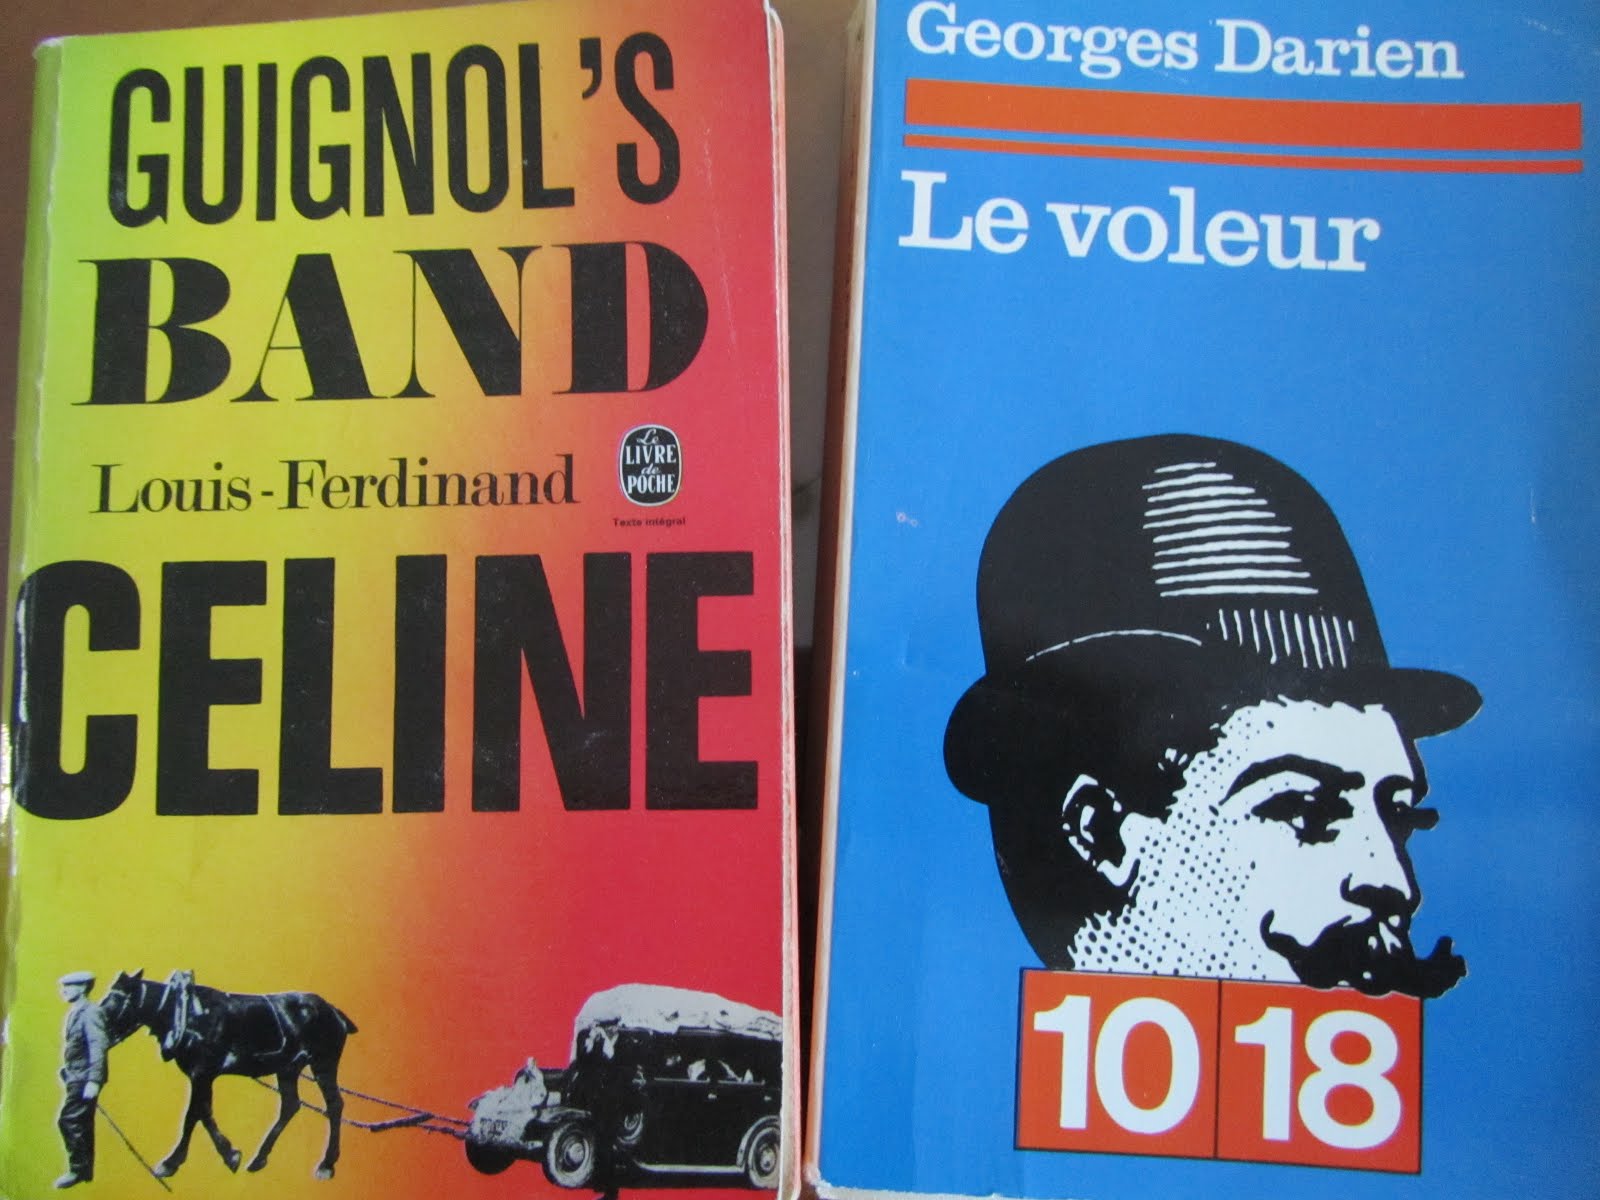 GUIGNOL'S
BAND
Louis-Ferdinand
Le
LIVRE
de
POCHE
Texte intégral
CELINE
Georges Darien
Le voleur
10 18